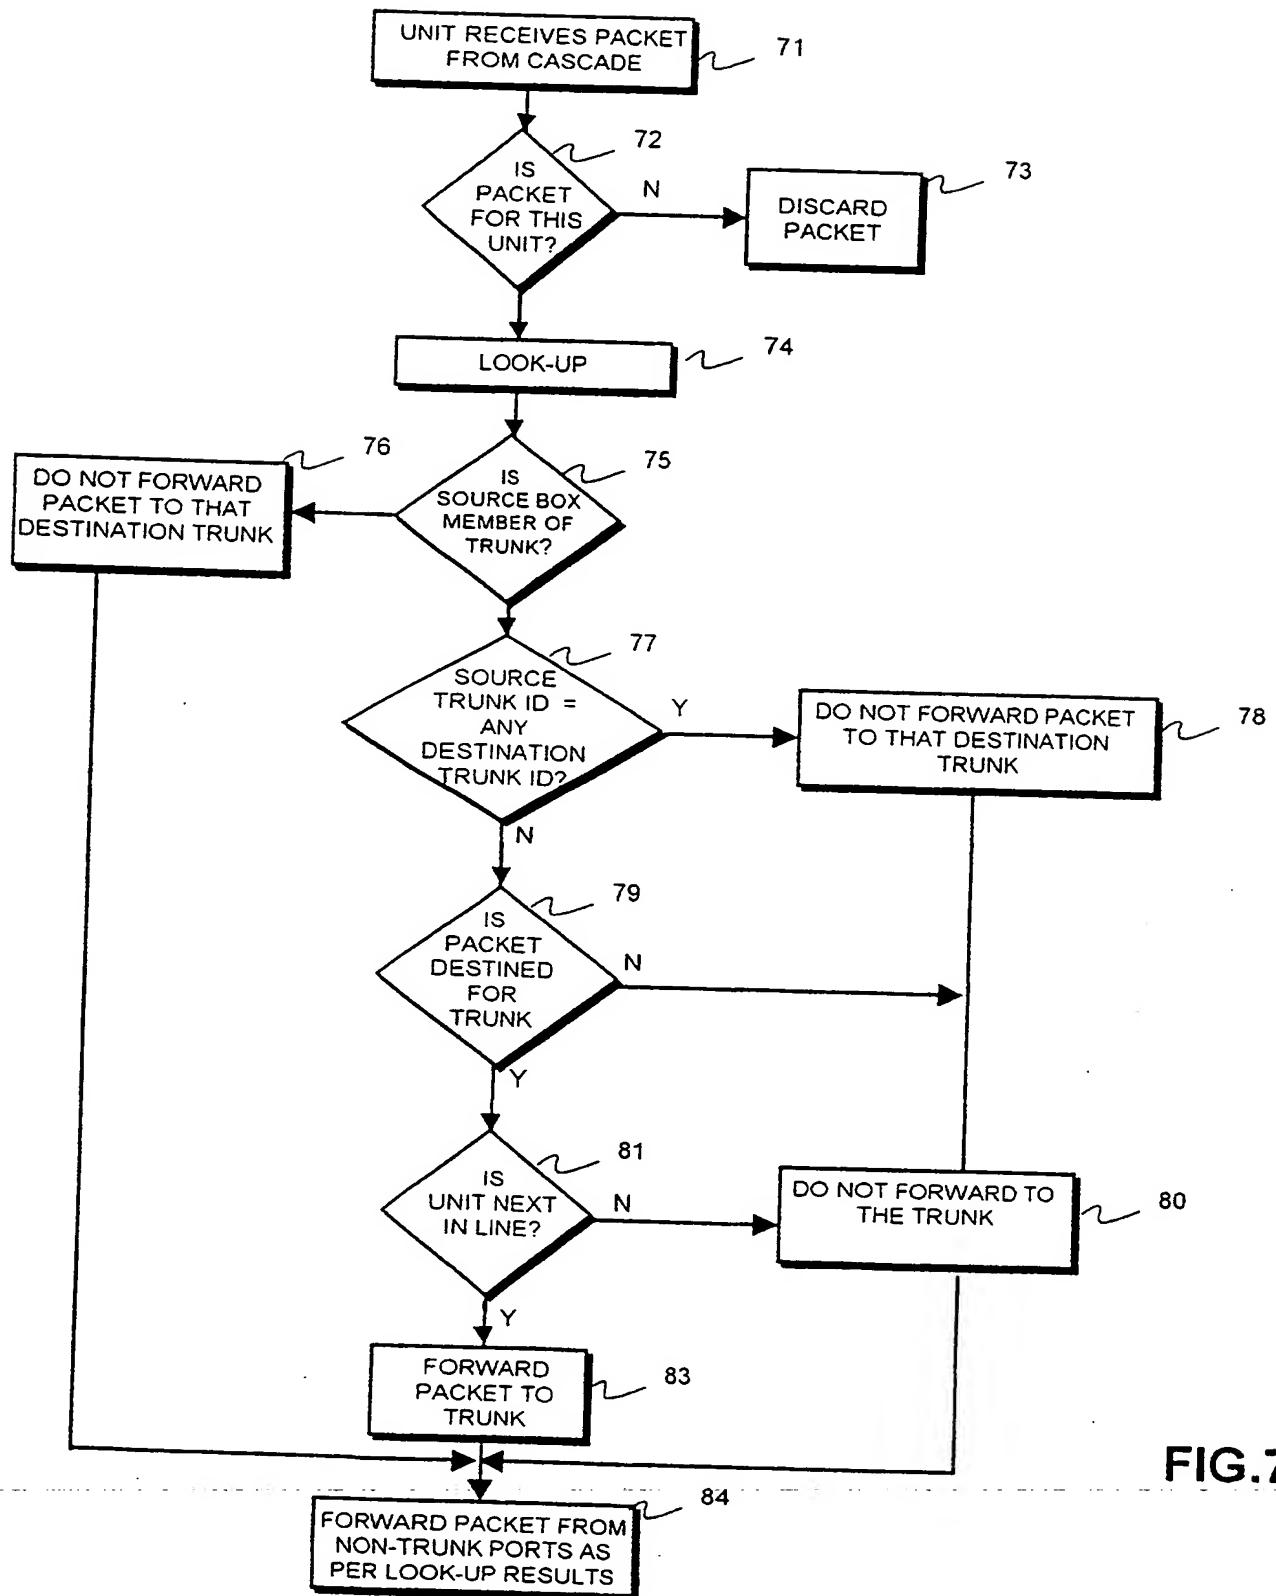 UNIT RECEIVES PACKET
FROM CASCADE
71
72
IS
PACKET
FOR THIS
UNIT?
N
DISCARD
PACKET
73
LOOK-UP
74
75
IS
SOURCE BOX
MEMBER OF
TRUNK?
76
DO NOT FORWARD
PACKET TO THAT
DESTINATION TRUNK
77
SOURCE
TRUNK ID =
ANY
DESTINATION
TRUNK ID?
Y
DO NOT FORWARD PACKET
TO THAT DESTINATION
TRUNK
78
N
79
IS
PACKET
DESTINED
FOR
TRUNK
N
Y
81
IS
UNIT NEXT
IN LINE?
N
DO NOT FORWARD TO
THE TRUNK
80
Y
FORWARD
PACKET TO
TRUNK
83
84
FORWARD PACKET FROM
NON-TRUNK PORTS AS
PER LOOK-UP RESULTS
FIG.7